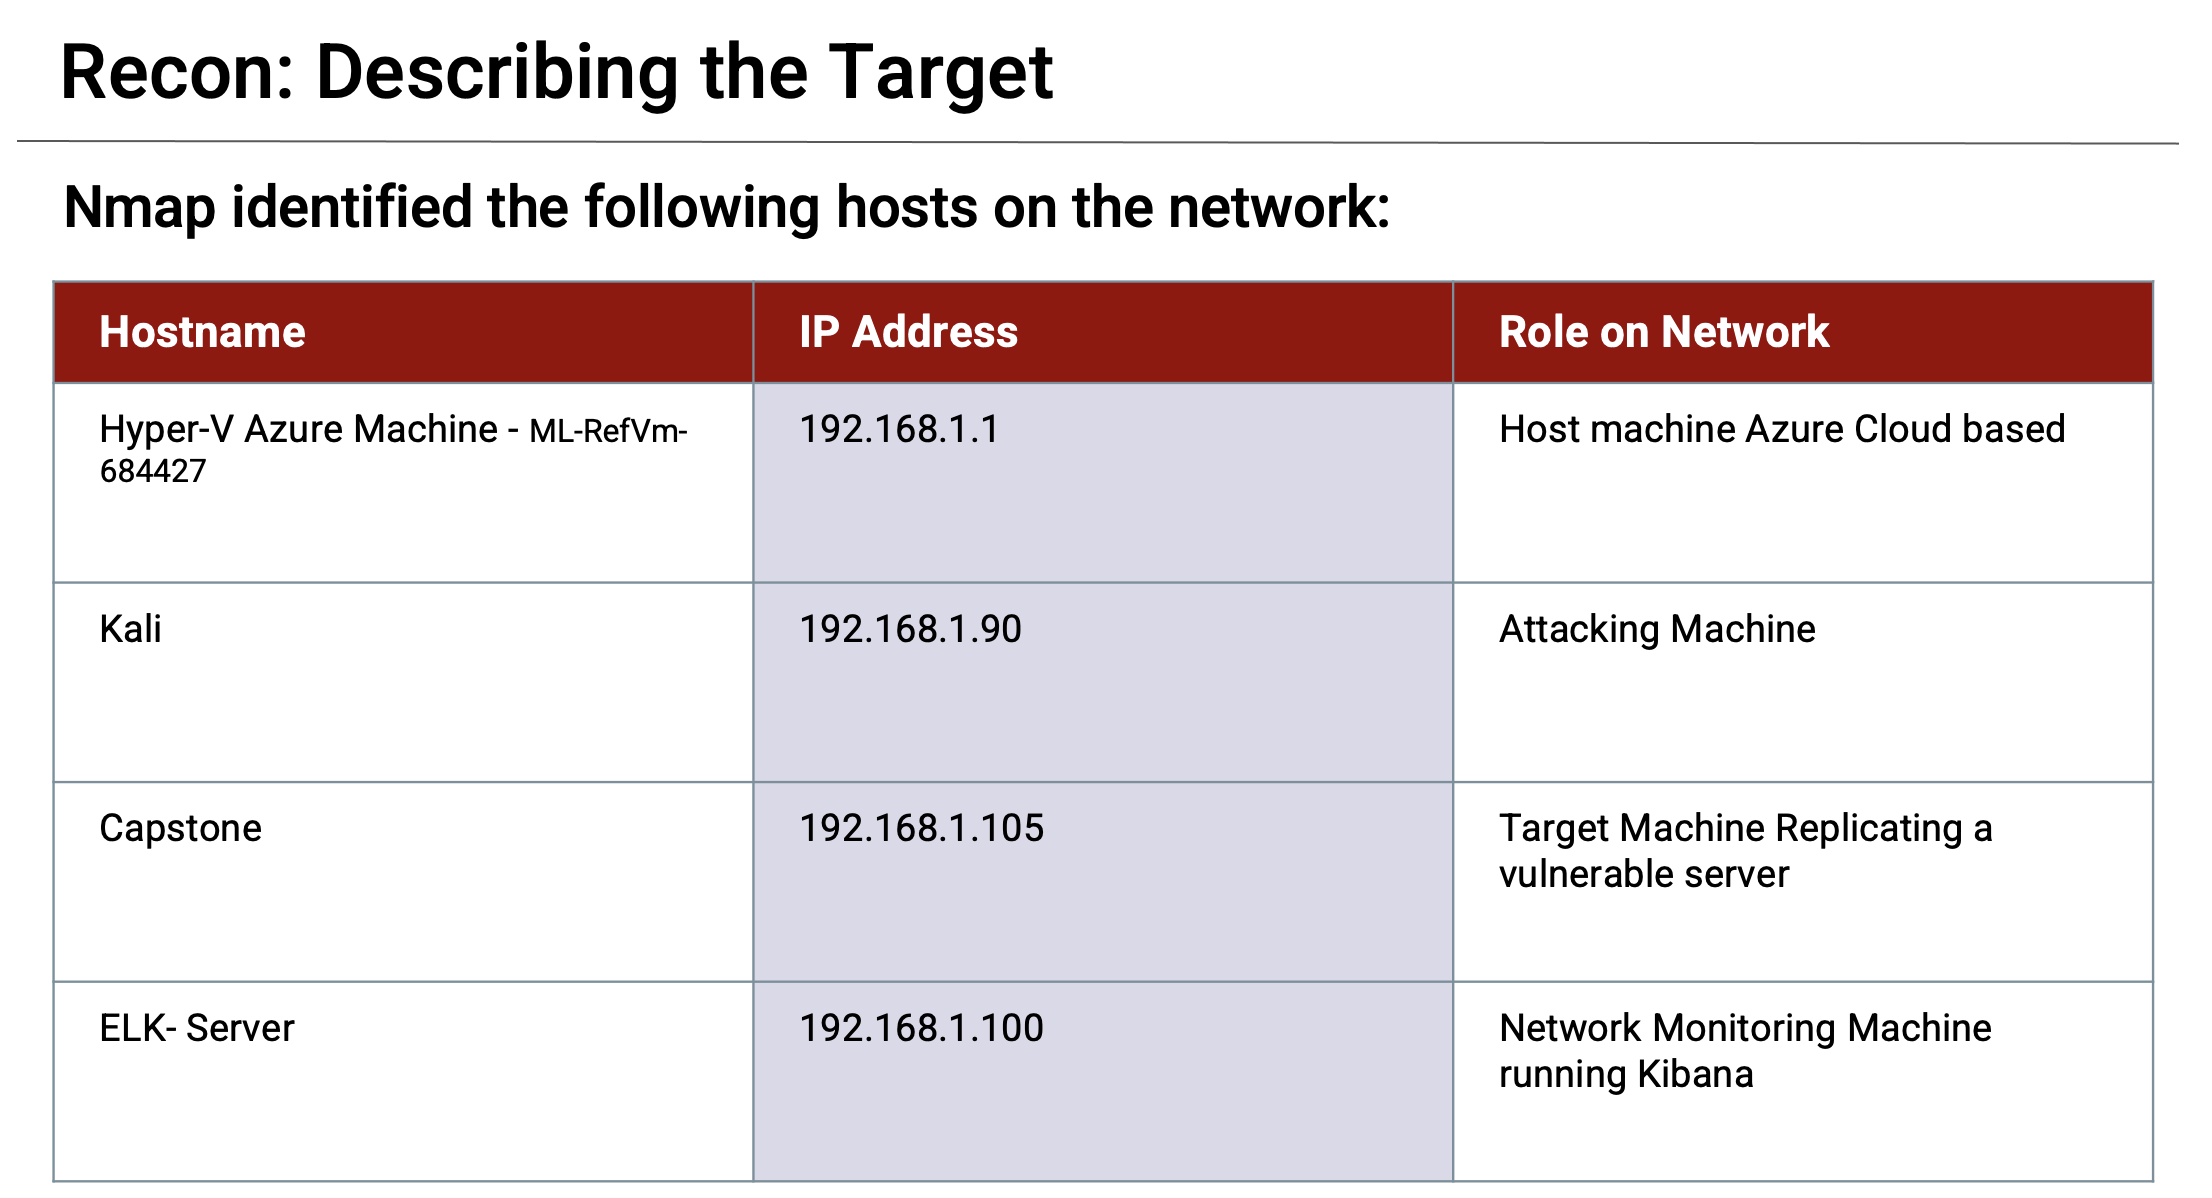 Recon: Describing the Target
Nmap identified the following hosts on the network:
Hostname
IP Address
Role on Network
Hyper-V Azure Machine - ML-RefVm-
684427
192.168.1.1
Host machine Azure Cloud based
Kali
192.168.1.90
Attacking Machine
Capstone
192.168.1.105
Target Machine Replicating a
vulnerable server
ELK- Server
192.168.1.100
Network Monitoring Machine
running Kibana